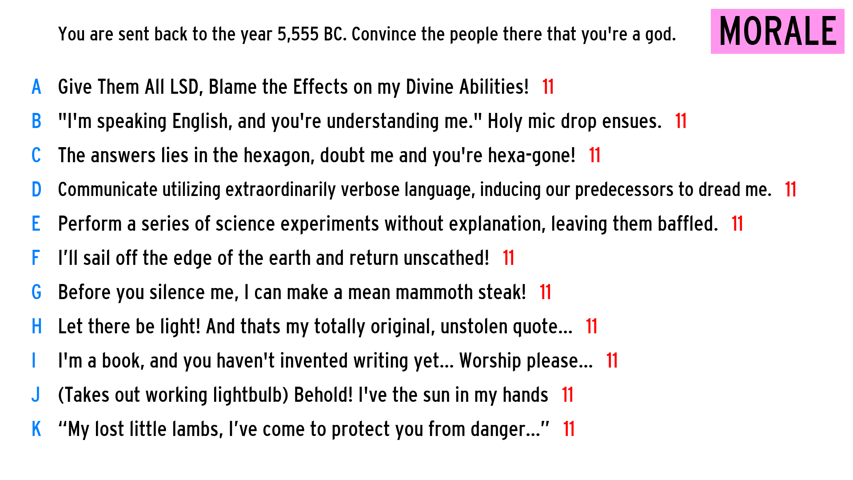 You are sent back to the year 5,555 BC. Convince the people there that you're a god.
MORALE
A Give Them All LSD, Blame the Effects on my Divine Abilities! 11
B "I'm speaking English, and you're understanding me." Holy mic drop ensues. 11
C The answers lies in the hexagon, doubt me and you're hexa-gone! 11
D Communicate utilizing extraordinarily verbose language, inducing our predecessors to dread me. 11
E Perform a series of science experiments without explanation, leaving them baffled. 11
F I’ll sail off the edge of the earth and return unscathed! 11
G Before you silence me, I can make a mean mammoth steak! 11
H Let there be light! And thats my totally original, unstolen quote... 11
I I'm a book, and you haven't invented writing yet... Worship please... 11
J (Takes out working lightbulb) Behold! I've the sun in my hands 11
K “My lost little lambs, I’ve come to protect you from danger...” 11